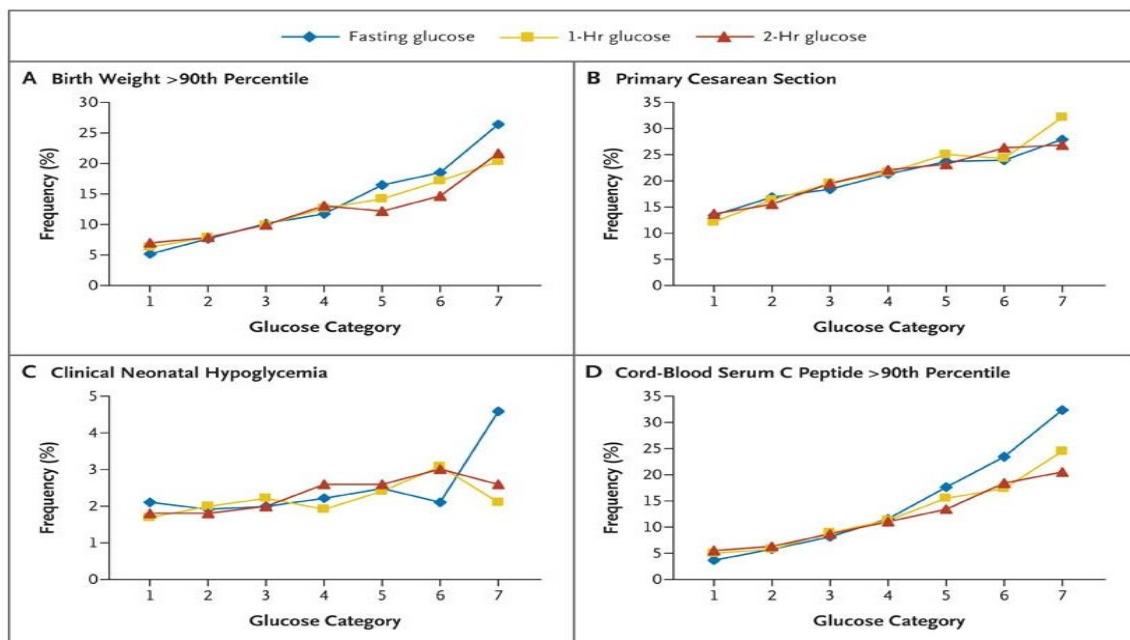 Fasting glucose 1-Hr glucose 2-Hr glucose
A Birth Weight >90th Percentile
30
25
20
15
10
5
0
Frequency (%)
1 2 3 4 5 6 7
Glucose Category
B Primary Cesarean Section
35
30
25
20
15
10
5
0
Frequency (%)
1 2 3 4 5 6 7
Glucose Category
C Clinical Neonatal Hypoglycemia
5
4
3
2
1
0
Frequency (%)
1 2 3 4 5 6 7
Glucose Category
D Cord-Blood Serum C Peptide >90th Percentile
35
30
25
20
15
10
5
0
Frequency (%)
1 2 3 4 5 6 7
Glucose Category